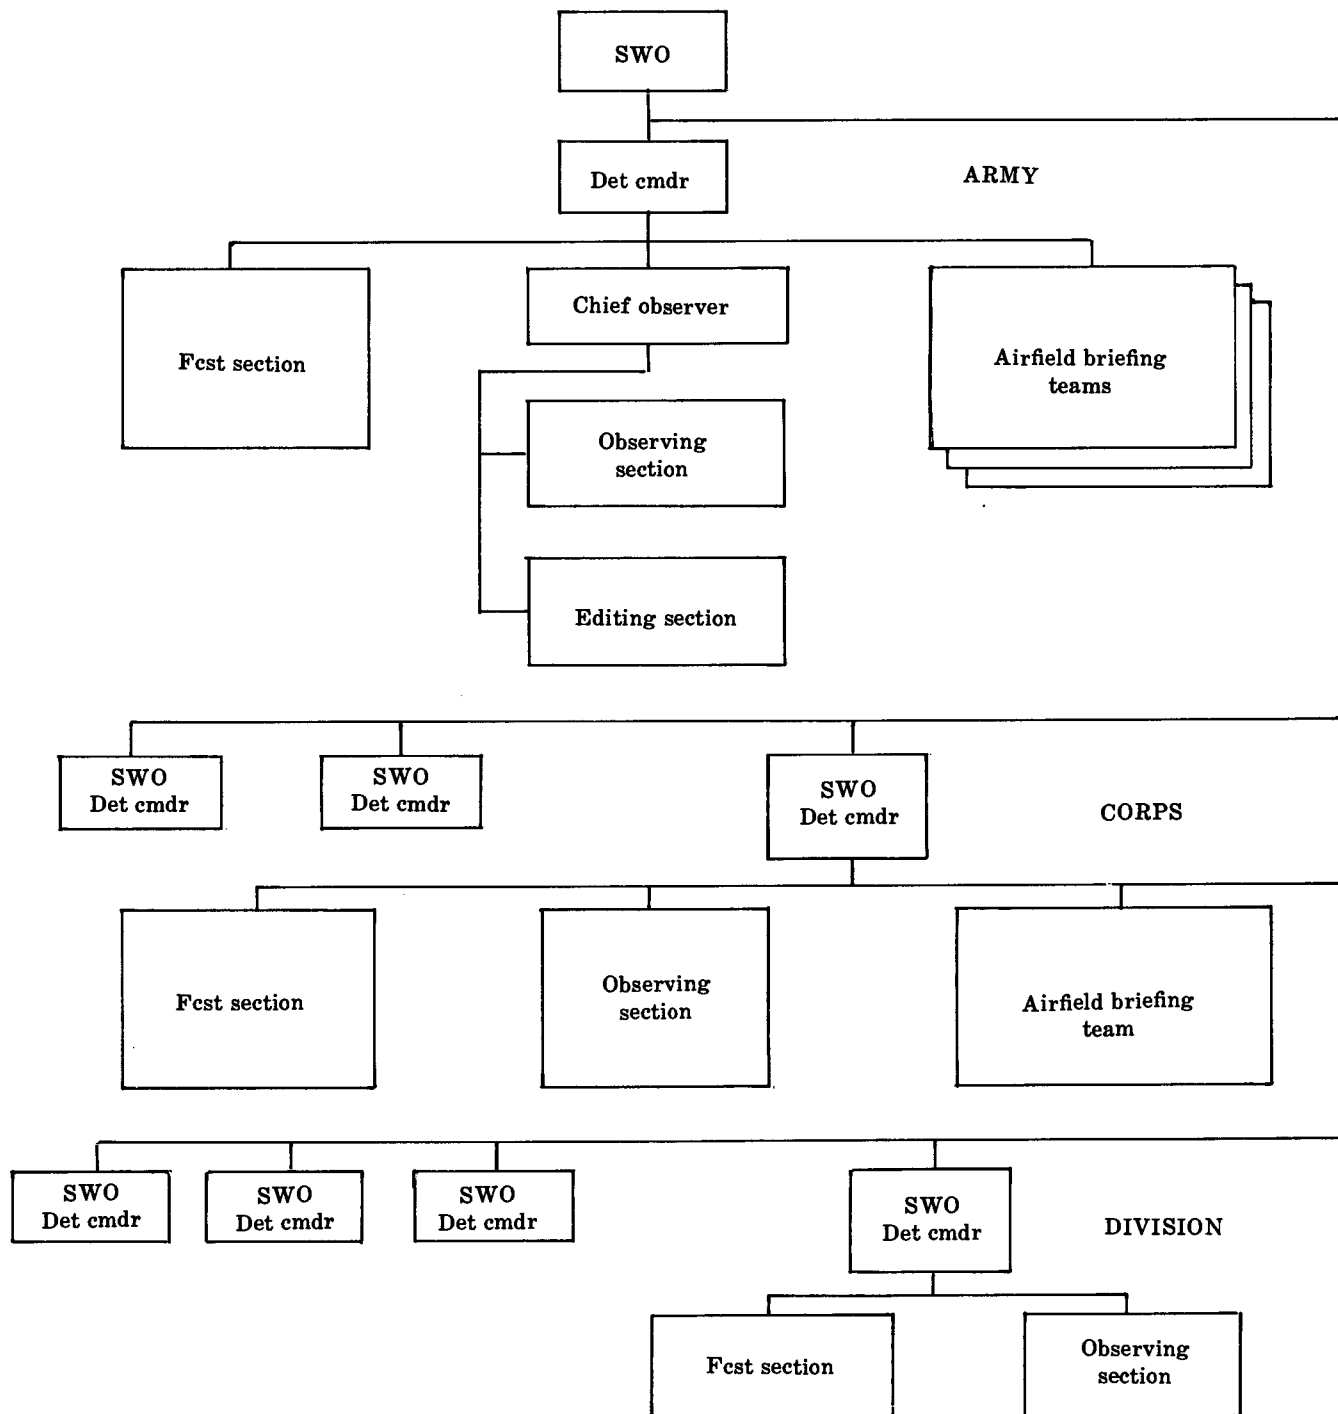 SWO
Det cmdr
ARMY
Fcst section
Chief observer
Airfield briefing
teams
Observing
section
Editing section
SWO
Det cmdr
SWO
Det cmdr
SWO
Det cmdr
CORPS
Fcst section
Observing
section
Airfield briefing
team
SWO
Det cmdr
SWO
Det cmdr
SWO
Det cmdr
SWO
Det cmdr
DIVISION
Fcst section
Observing
section